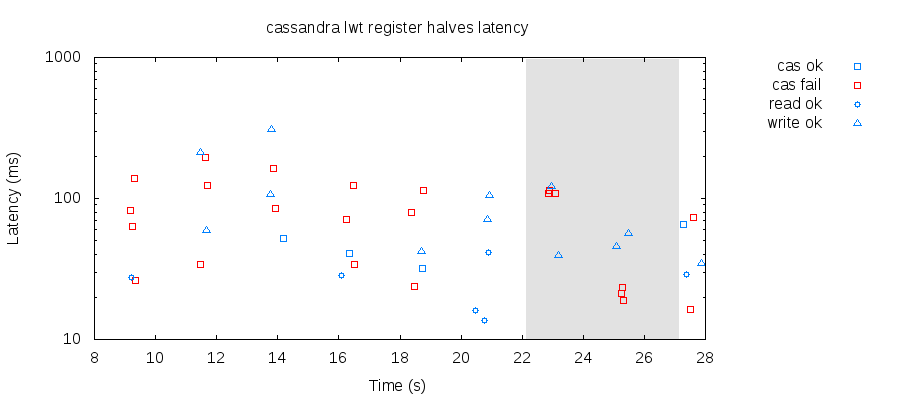 cassandra lwt register halves latency
1000
100
10
Latency (ms)
8 10 12 14 16 18 20 22 24 26 28
Time (s)
cas ok
cas fail
read ok
write ok